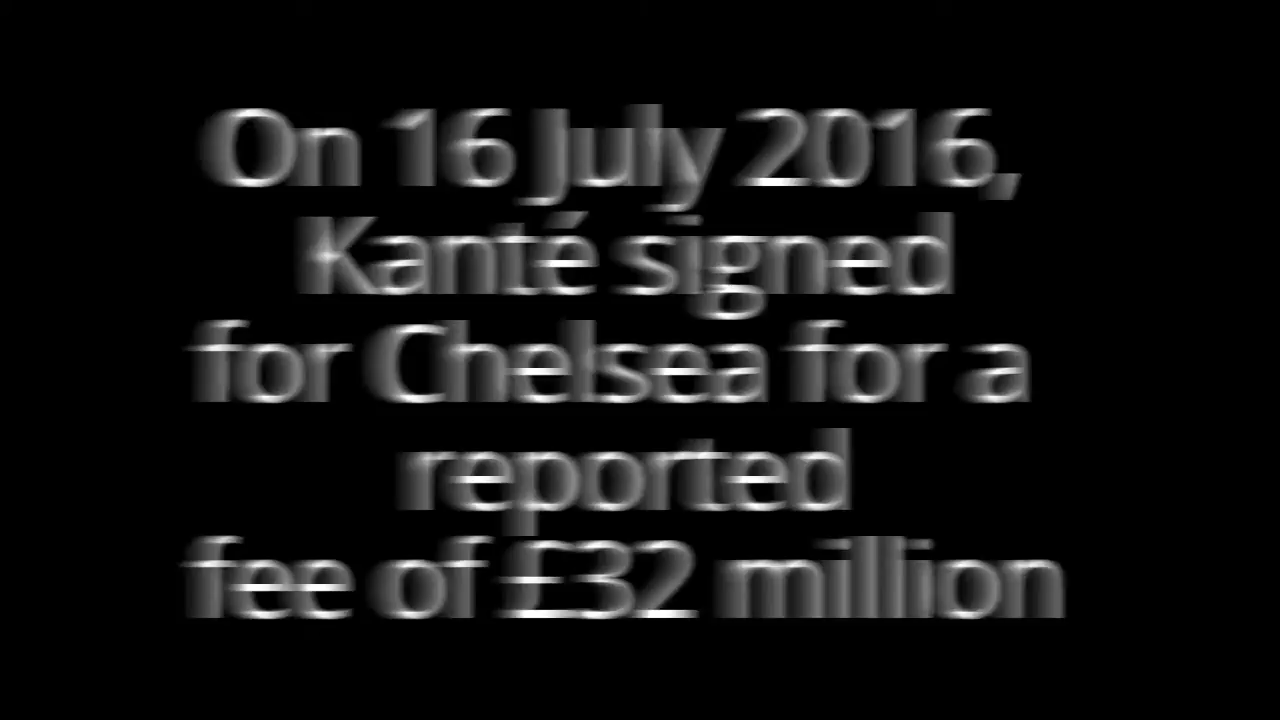 On 16 July 2016,
Kanté signed
for Chelsea for a
reported
fee of £32 million